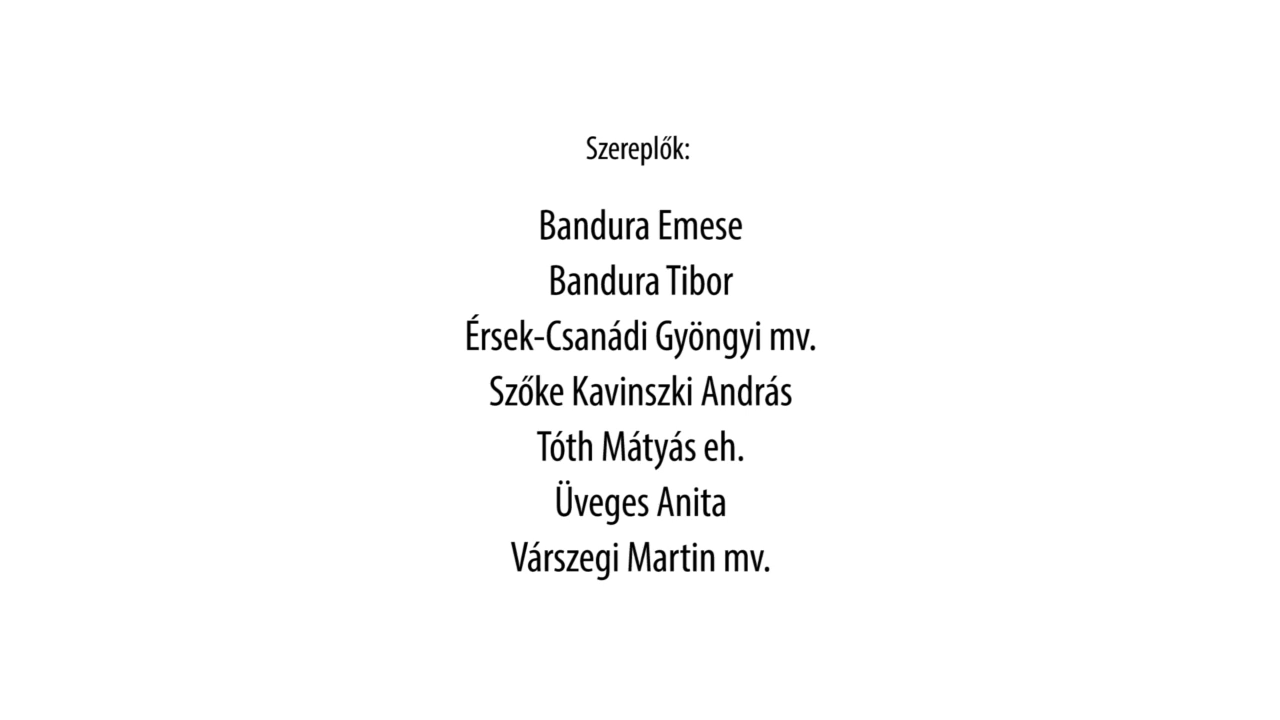 Szereplők:
Bandura Emese
Bandura Tibor
Érsek-Csanádi Gyöngyi mv.
Szőke Kavinszki András
Tóth Mátyás eh.
Üveges Anita
Várszegi Martin mv.